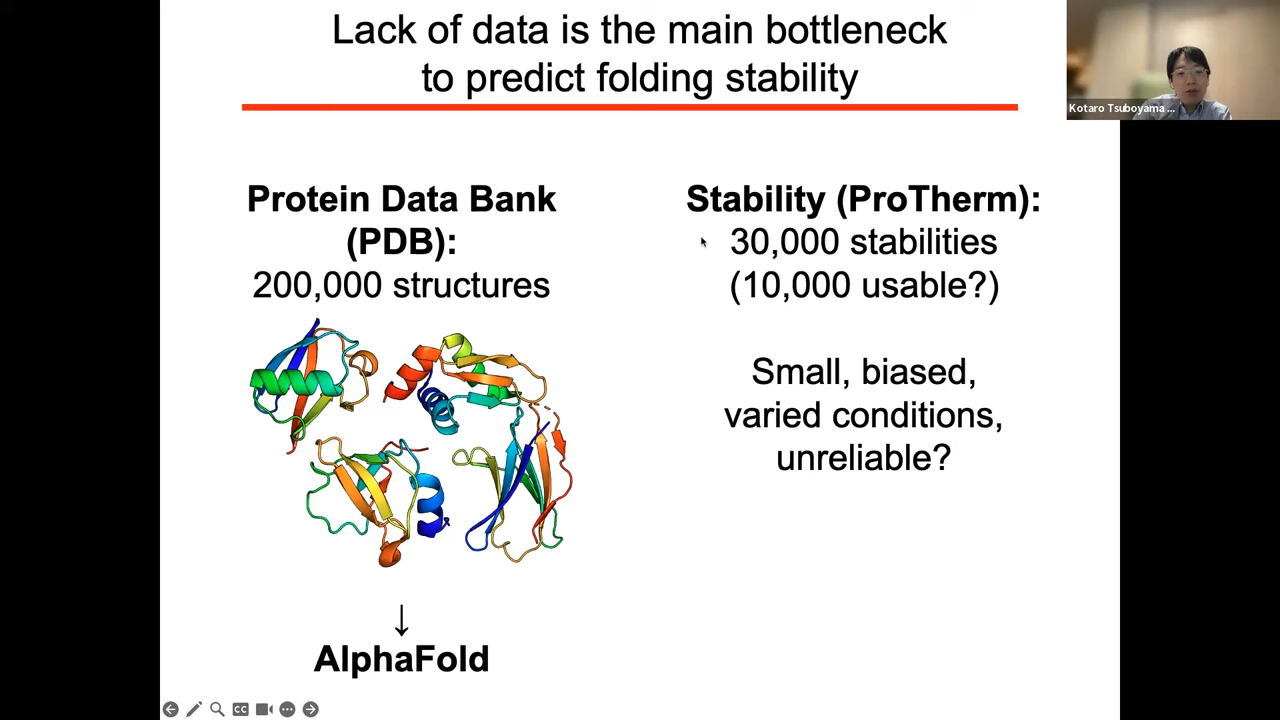 Lack of data is the main bottleneck
to predict folding stability
Kotaro Tsuboyama ...
Protein Data Bank
(PDB):
200,000 structures
Stability (ProTherm):
30,000 stabilities
(10,000 usable?)
Small, biased,
varied conditions,
unreliable?
↓
AlphaFold
CC